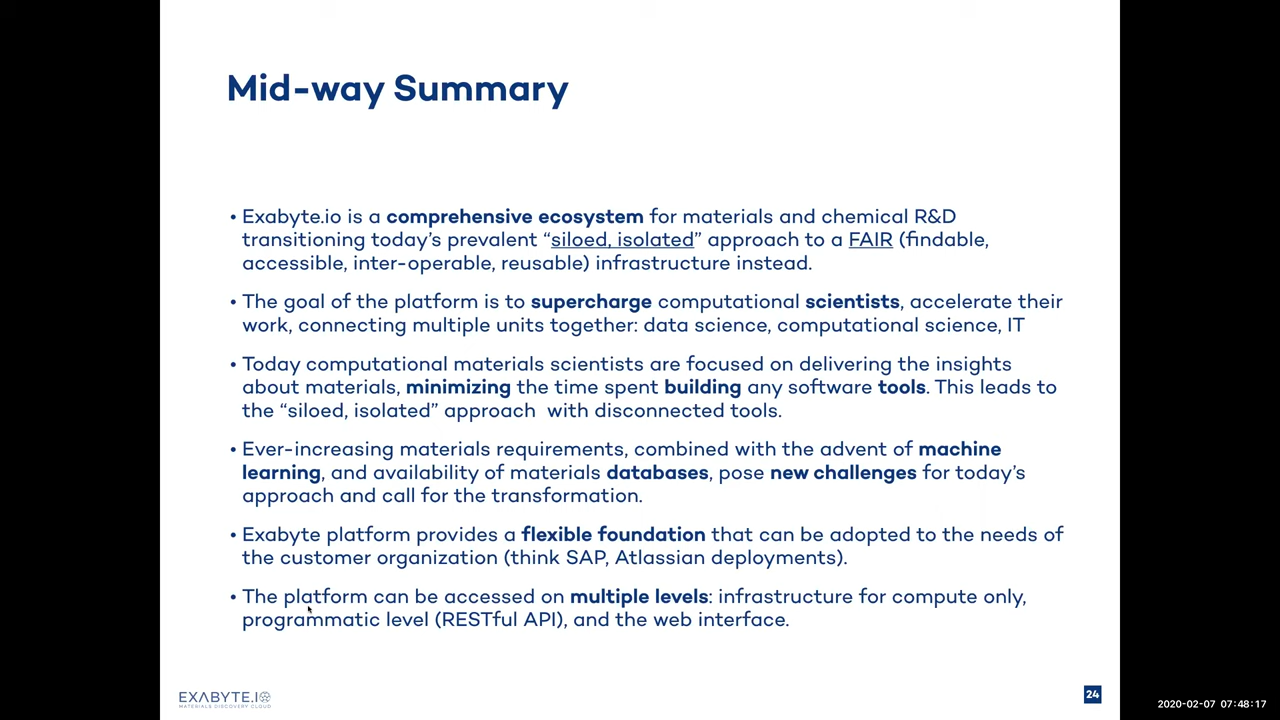 Mid-way Summary
• Exabyte.io is a comprehensive ecosystem for materials and chemical R&D
transitioning today’s prevalent “siloed, isolated” approach to a FAIR (findable,
accessible, inter-operable, reusable) infrastructure instead.
• The goal of the platform is to supercharge computational scientists, accelerate their
work, connecting multiple units together: data science, computational science, IT
• Today computational materials scientists are focused on delivering the insights
about materials, minimizing the time spent building any software tools. This leads to
the “siloed, isolated” approach  with disconnected tools.
• Ever-increasing materials requirements, combined with the advent of machine
learning, and availability of materials databases, pose new challenges for today’s
approach and call for the transformation.
• Exabyte platform provides a flexible foundation that can be adopted to the needs of
the customer organization (think SAP, Atlassian deployments).
• The platform can be accessed on multiple levels: infrastructure for compute only,
programmatic level (RESTful API), and the web interface.
EXABYTE.IO
MATERIALS DISCOVERY CLOUD
24
2020-02-07 07:48:17